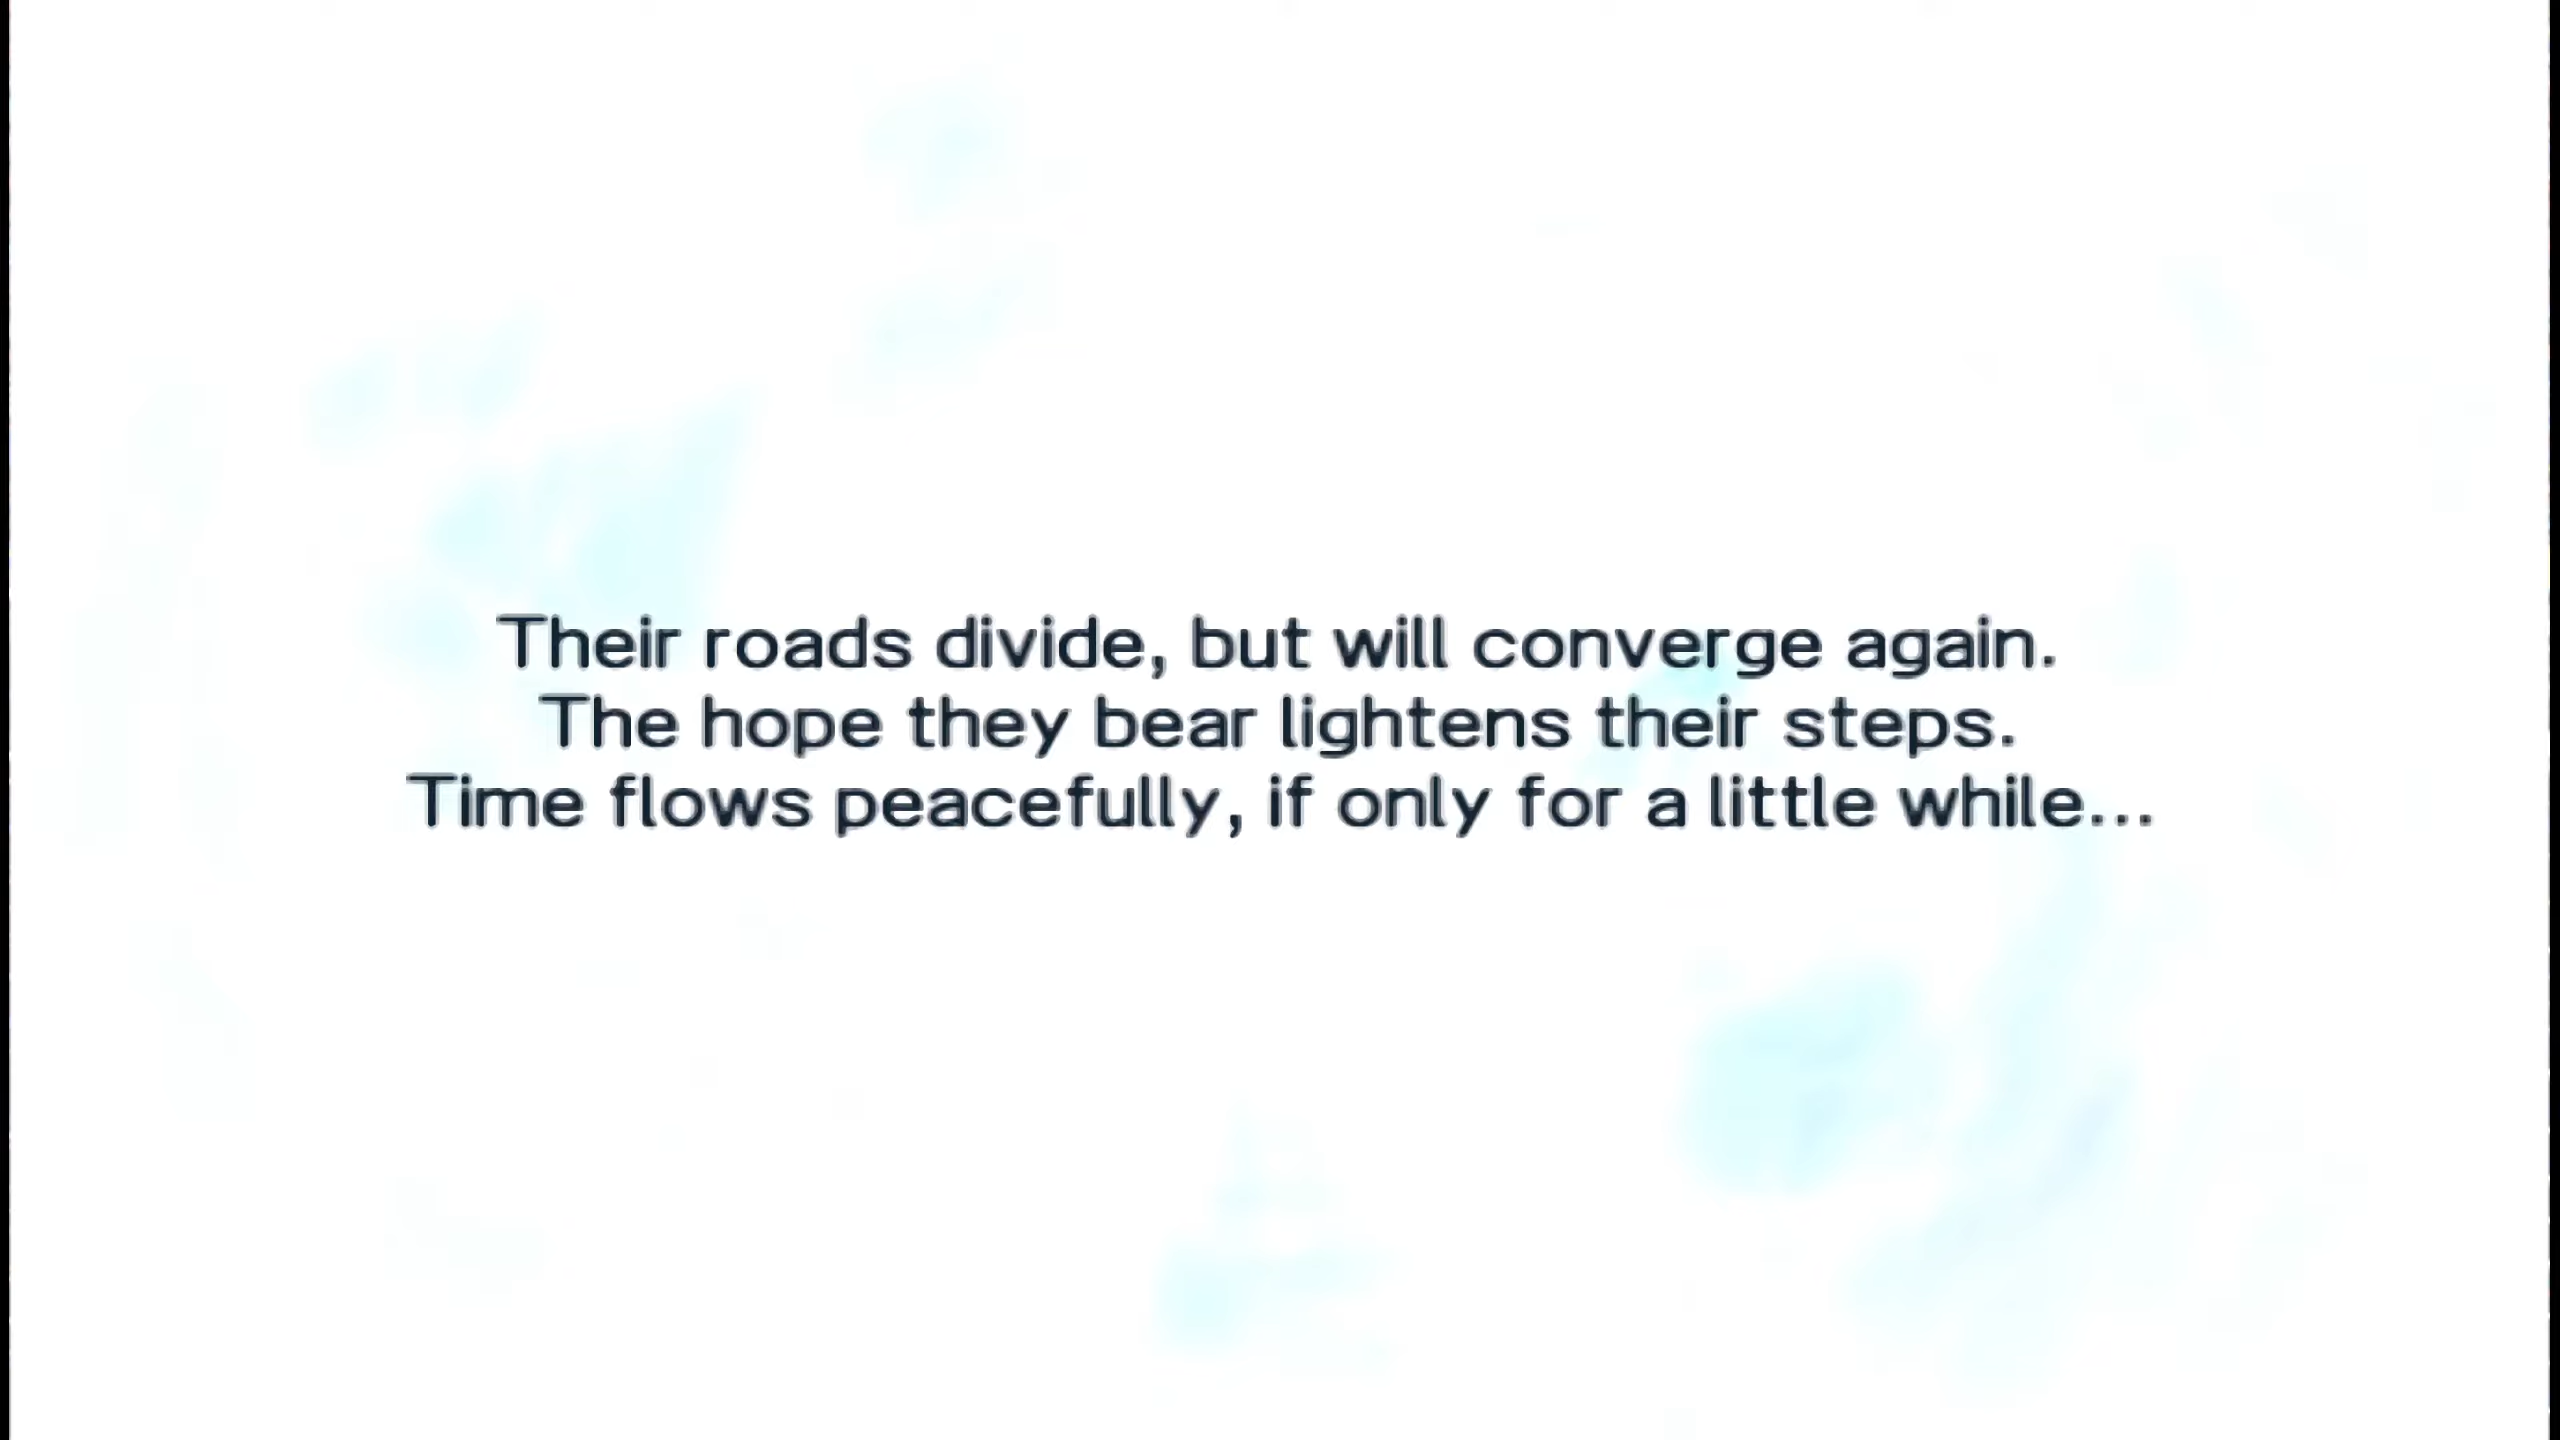 Their roads divide, but will converge again.
The hope they bear lightens their steps.
Time flows peacefully, if only for a little while...